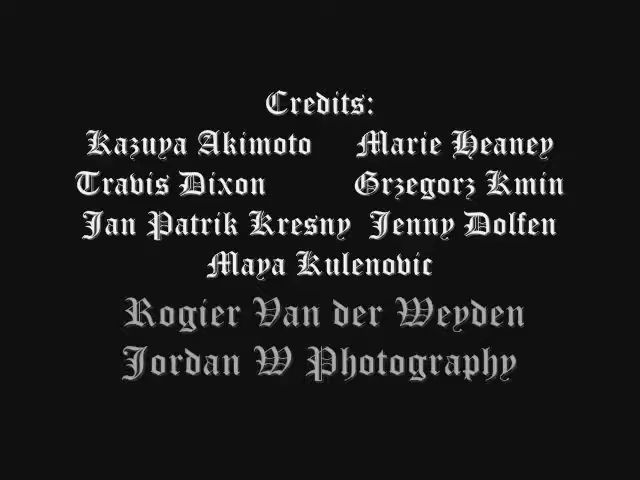 Credits:
Kazuya Akimoto Marie Heaney
Travis Dixon Grzegorz Kmin
Jan Patrik Kresny Jenny Dolfen
Maya Kulenovic
Rogier Van der Weyden
Jordan W Photography